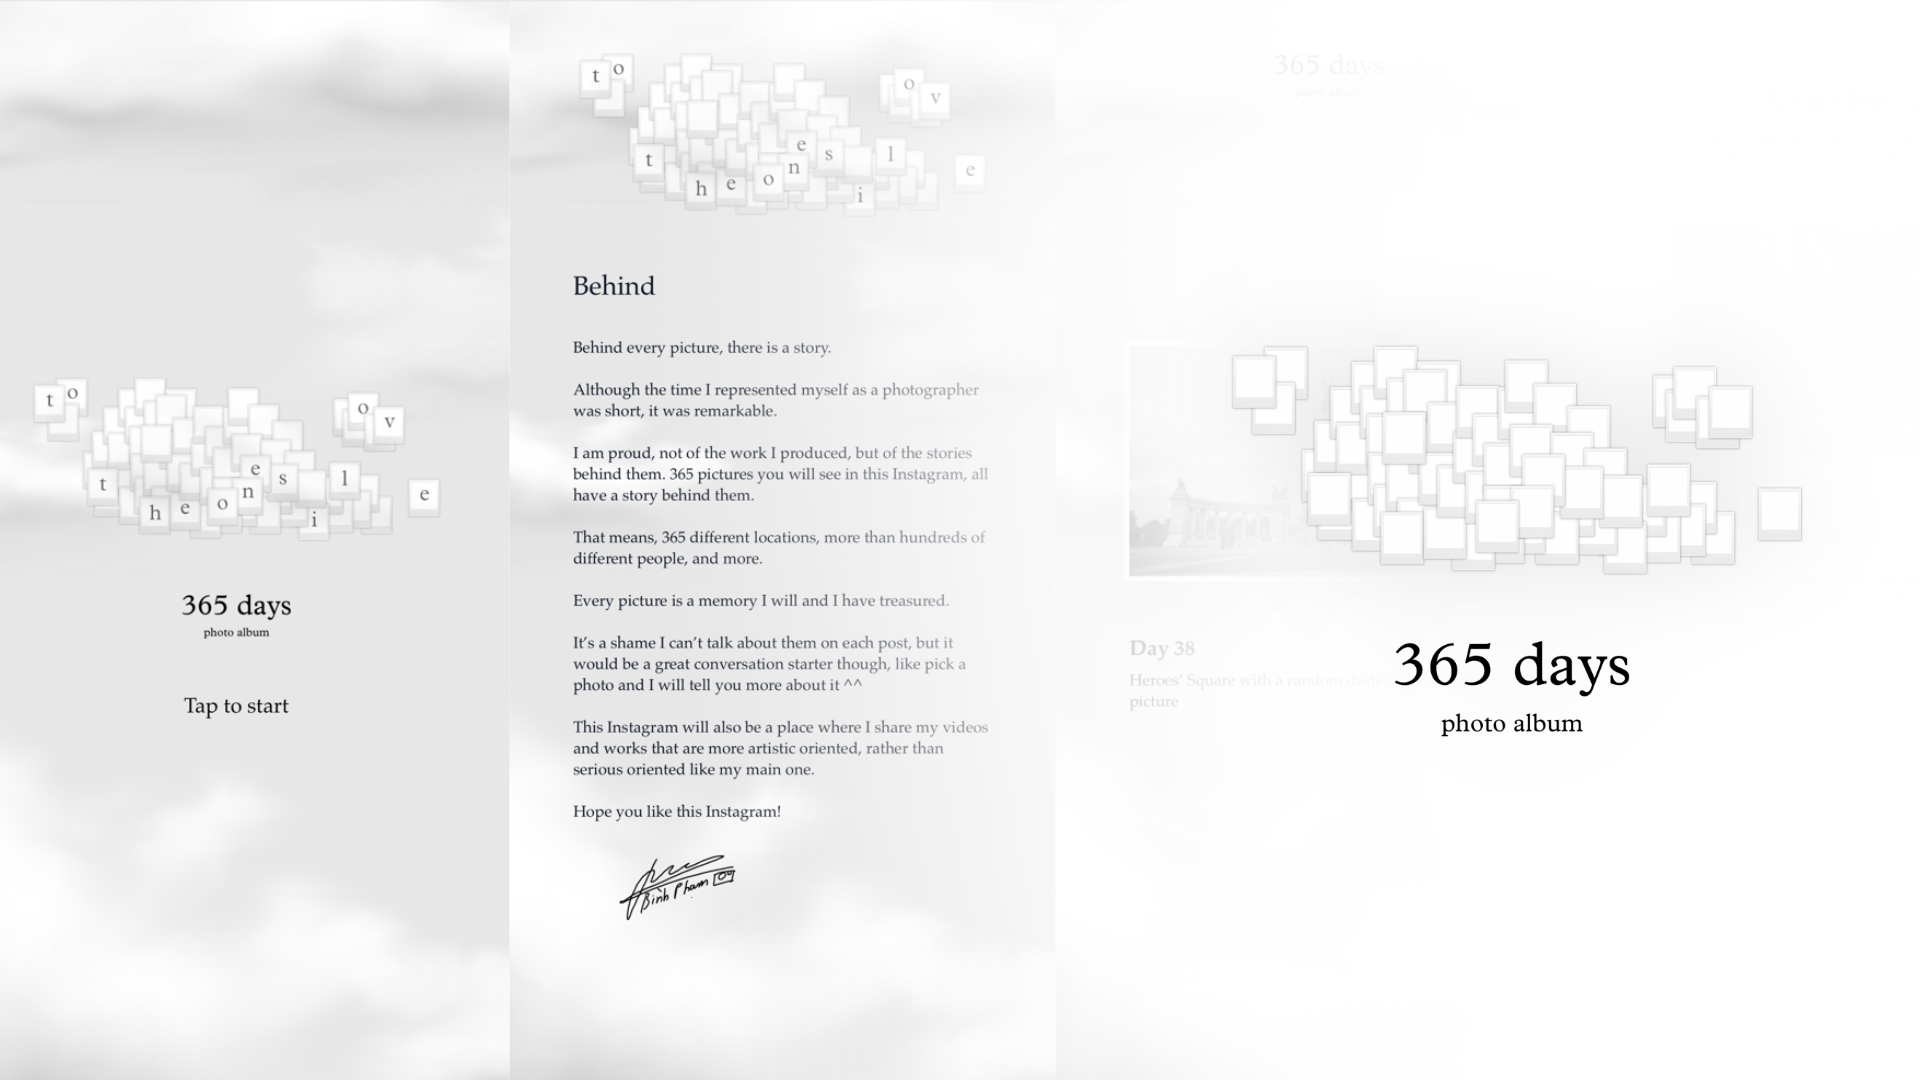 t o
o v
t h e o n e s l i e
365 days
photo album
Tap to start
t o
o v
t h e o n e s l i e
Behind
Behind every picture, there is a story.
Although the time I represented myself as a photographer
was short, it was remarkable.
I am proud, not of the work I produced, but of the stories
behind them. 365 pictures you will see in this Instagram, all
have a story behind them.
That means, 365 different locations, more than hundreds of
different people, and more.
Every picture is a memory I will and I have treasured.
It’s a shame I can’t talk about them on each post, but it
would be a great conversation starter though, like pick a
photo and I will tell you more about it ^^
This Instagram will also be a place where I share my videos
and works that are more artistic oriented, rather than
serious oriented like my main one.
Hope you like this Instagram!
Binh Pham
365 days
photo album
Day 38
Heroes’ Square with a random dude
picture
365 days
photo album